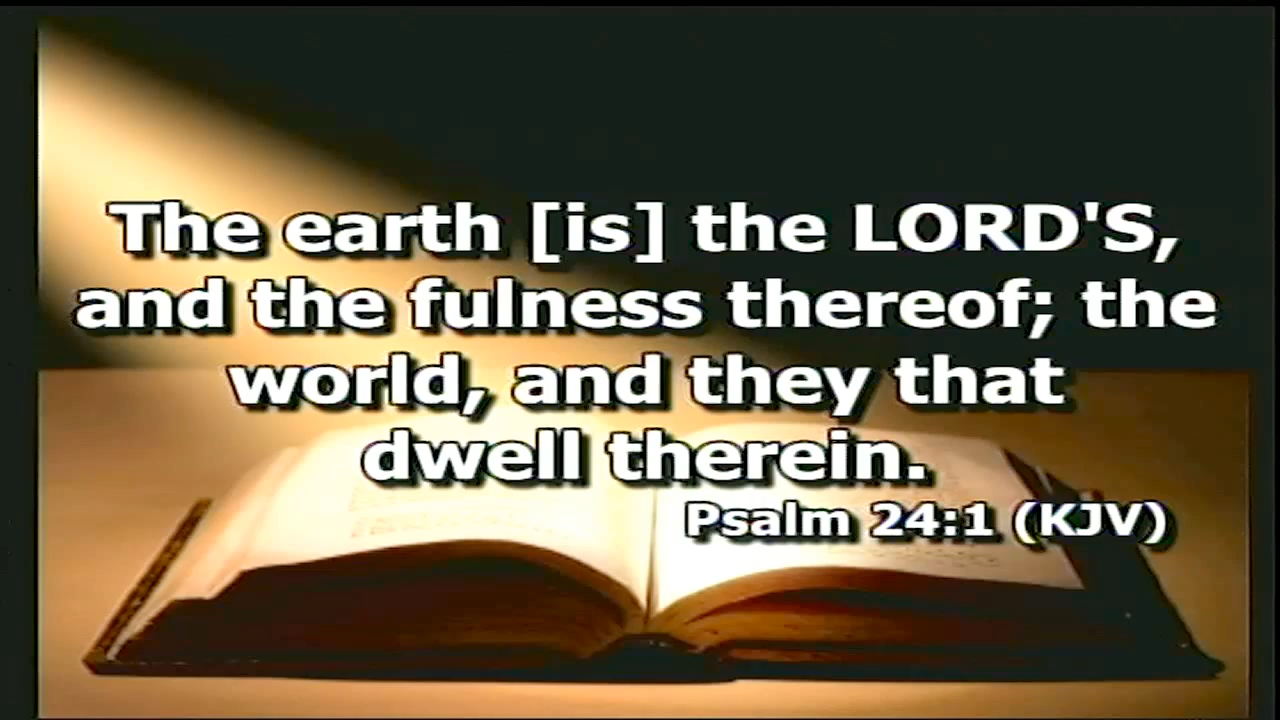 The earth [is] the LORD'S,
and the fulness thereof; the
world, and they that
dwell therein.
Psalm 24:1 (KJV)